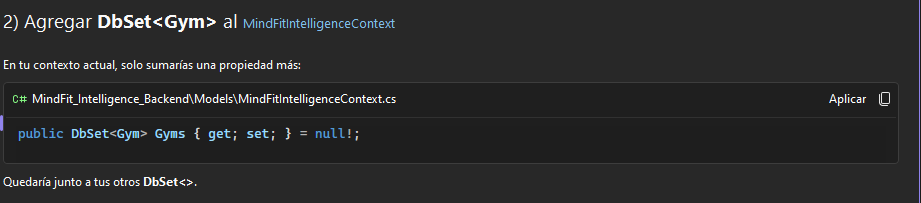 2) Agregar DbSet<Gym> al MindFitIntelligenceContext
En tu contexto actual, solo sumarías una propiedad más:
C# MindFit_Intelligence_Backend\Models\MindFitIntelligenceContext.cs Aplicar
public DbSet<Gym> Gyms { get; set; } = null!;
Quedaría junto a tus otros DbSet<>.